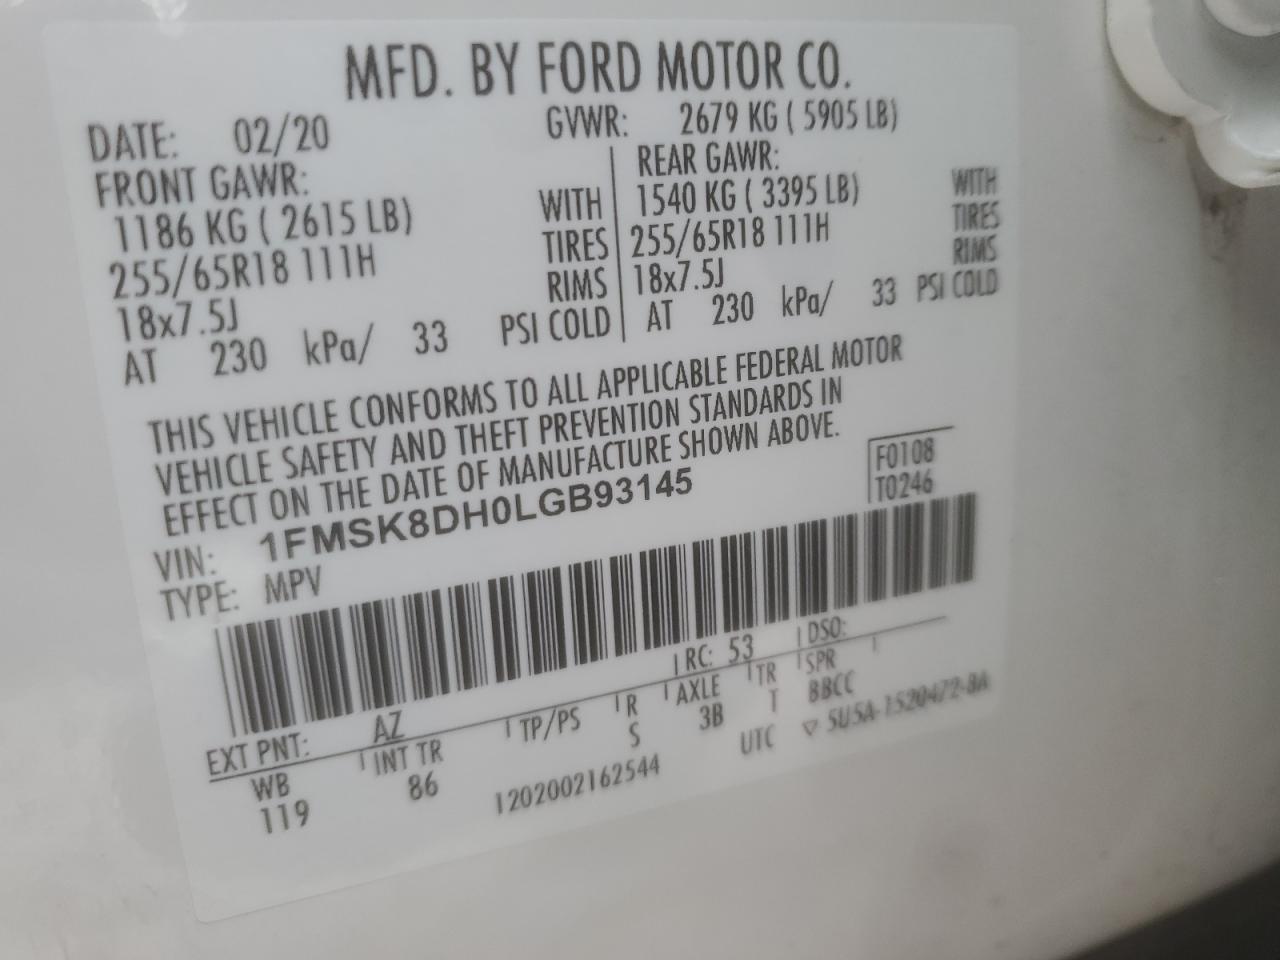 MFD. BY FORD MOTOR CO.
DATE: 02/20 GVWR: 2679 KG ( 5905 LB)
FRONT GAWR: REAR GAWR:
1186 KG ( 2615 LB) WITH 1540 KG ( 3395 LB) WITH
255/65R18 111H TIRES 255/65R18 111H TIRES
18x7.5J RIMS 18x7.5J RIMS
AT 230 kPa/ 33 PSI COLD AT 230 kPa/ 33 PSI COLD
THIS VEHICLE CONFORMS TO ALL APPLICABLE FEDERAL MOTOR
VEHICLE SAFETY AND THEFT PREVENTION STANDARDS IN
EFFECT ON THE DATE OF MANUFACTURE SHOWN ABOVE.
F0108
T0246
VIN: 1FMSK8DH0LGB93145
TYPE: MPV
EXT PNT: AZ RC: 53 DSO:
WB INT TR TP/PS R AXLE TR SPR
119 86 S 3B T BBCC
1202002162544 UTC ▽ 5U5A-1520472-BA